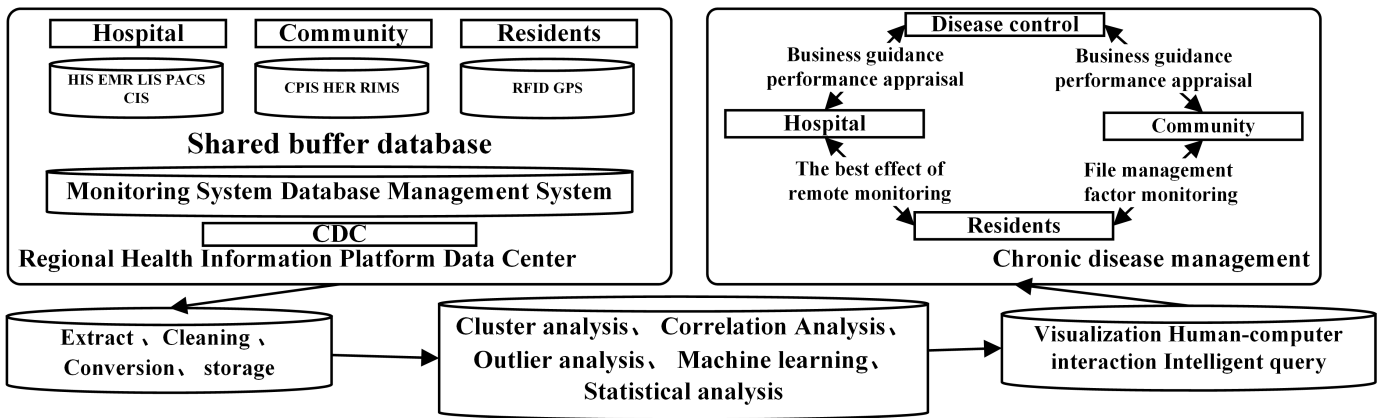 Hospital
Community
Residents
HIS EMR LIS PACS
CIS
CPIS HER RIMS
RFID GPS
Shared buffer database
Monitoring System Database Management System
CDC
Regional Health Information Platform Data Center
Disease control
Business guidance
performance appraisal
Business guidance
performance appraisal
Hospital
Community
The best effect of
remote monitoring
File management
factor monitoring
Residents
Chronic disease management
Extract 、Cleaning 、
Conversion、 storage
Cluster analysis、 Correlation Analysis、
Outlier analysis、 Machine learning、
Statistical analysis
Visualization Human-computer
interaction Intelligent query